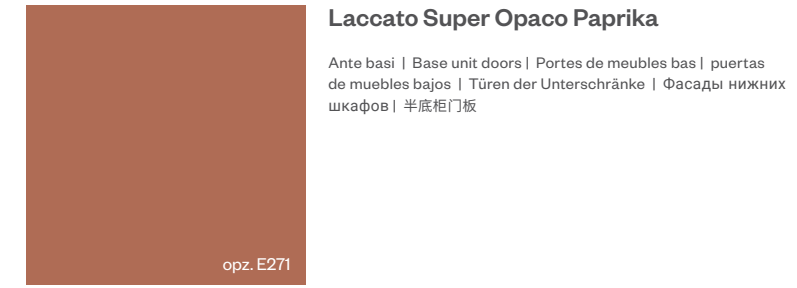 Laccato Super Opaco Paprika
Ante basi | Base unit doors | Portes de meubles bas | puertas
de muebles bajos | Türen der Unterschränke | Фасады нижних
шкафов | 半底柜门板
opz. E271